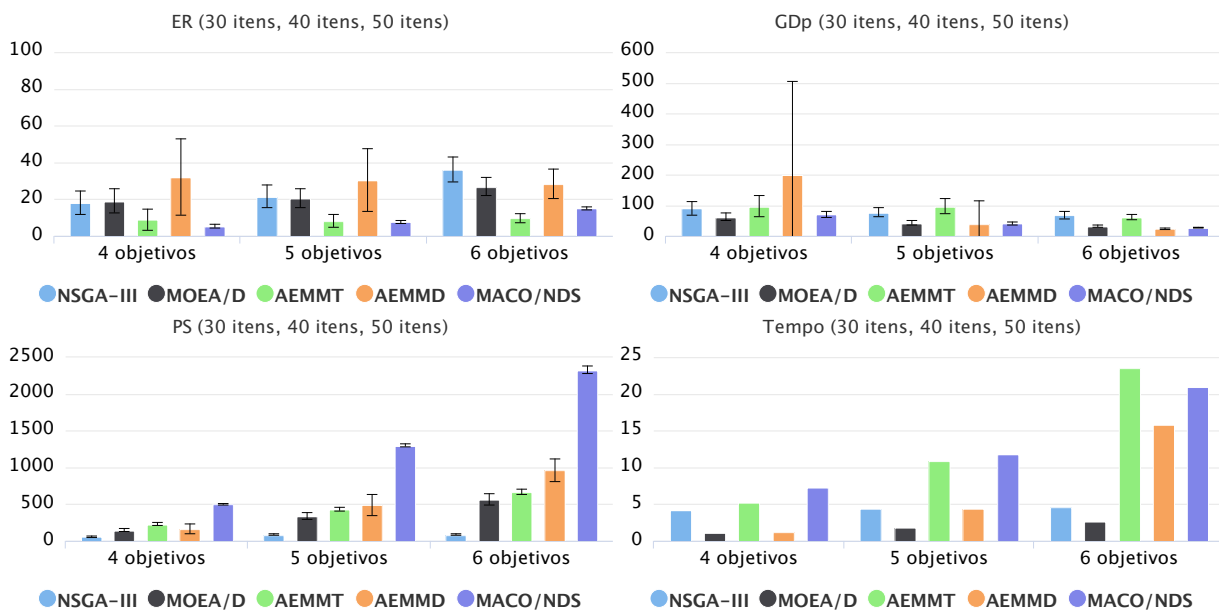 ER (30 itens, 40 itens, 50 itens)
100
80
60
40
20
0
4 objetivos 5 objetivos 6 objetivos
NSGA-III MOEA/D AEMMT AEMMD MACO/NDS
GDp (30 itens, 40 itens, 50 itens)
600
500
400
300
200
100
0
4 objetivos 5 objetivos 6 objetivos
NSGA-III MOEA/D AEMMT AEMMD MACO/NDS
PS (30 itens, 40 itens, 50 itens)
2500
2000
1500
1000
500
0
4 objetivos 5 objetivos 6 objetivos
NSGA-III MOEA/D AEMMT AEMMD MACO/NDS
Tempo (30 itens, 40 itens, 50 itens)
25
20
15
10
5
0
4 objetivos 5 objetivos 6 objetivos
NSGA-III MOEA/D AEMMT AEMMD MACO/NDS